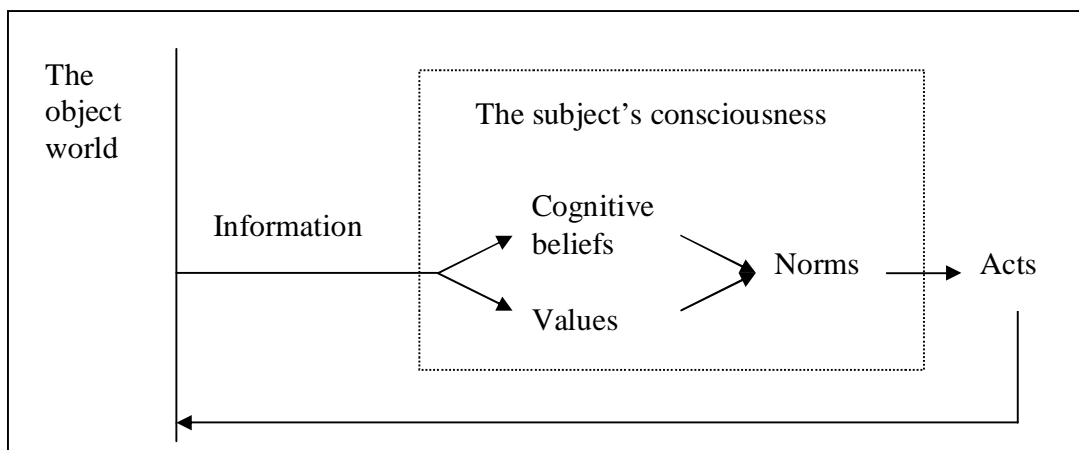 The
object
world
The subject's consciousness
Information
Cognitive
beliefs
Values
Norms
Acts